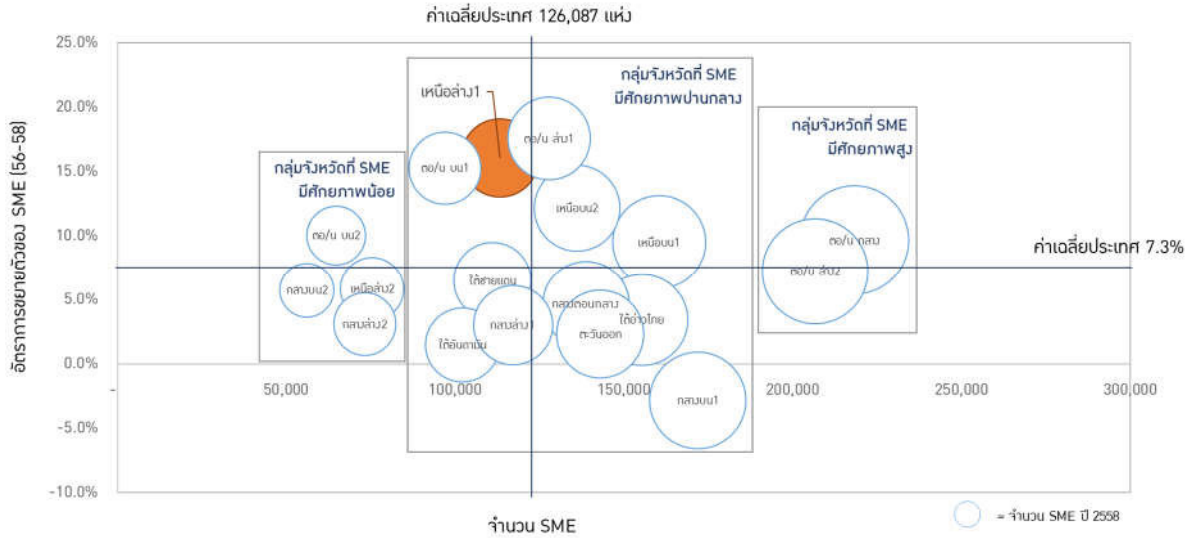 ค่าเฉลี่ยประเทศ 126,087 แห่ง
25.0%
20.0%
15.0%
10.0%
5.0%
0.0%
-5.0%
-10.0%
อัตราการขยายตัวของ SME (56-58)
เหนือล่าง1
กลุ่มจังหวัดที่ SME
มีศักยภาพปานกลาง
กลุ่มจังหวัดที่ SME
มีศักยภาพสูง
กลุ่มจังหวัดที่ SME
มีศักยภาพน้อย
ตอ/น ล่าง1
ตอ/น บน1
เหนือบน2
ตอ/น บน2
เหนือบน1
ตอ/น กลาง
ค่าเฉลี่ยประเทศ 7.3%
ตอ/น ล่าง2
ใต้ชายแดน
กลางบน2
เหนือล่าง2
กลางตอนกลาง
กลางล่าง2
กลางล่าง1
ใต้อ่าวไทย
ใต้อันดามัน
ตะวันออก
กลางบน1
-
50,000
100,000
150,000
200,000
250,000
300,000
จำนวน SME
= จำนวน SME ปี 2558